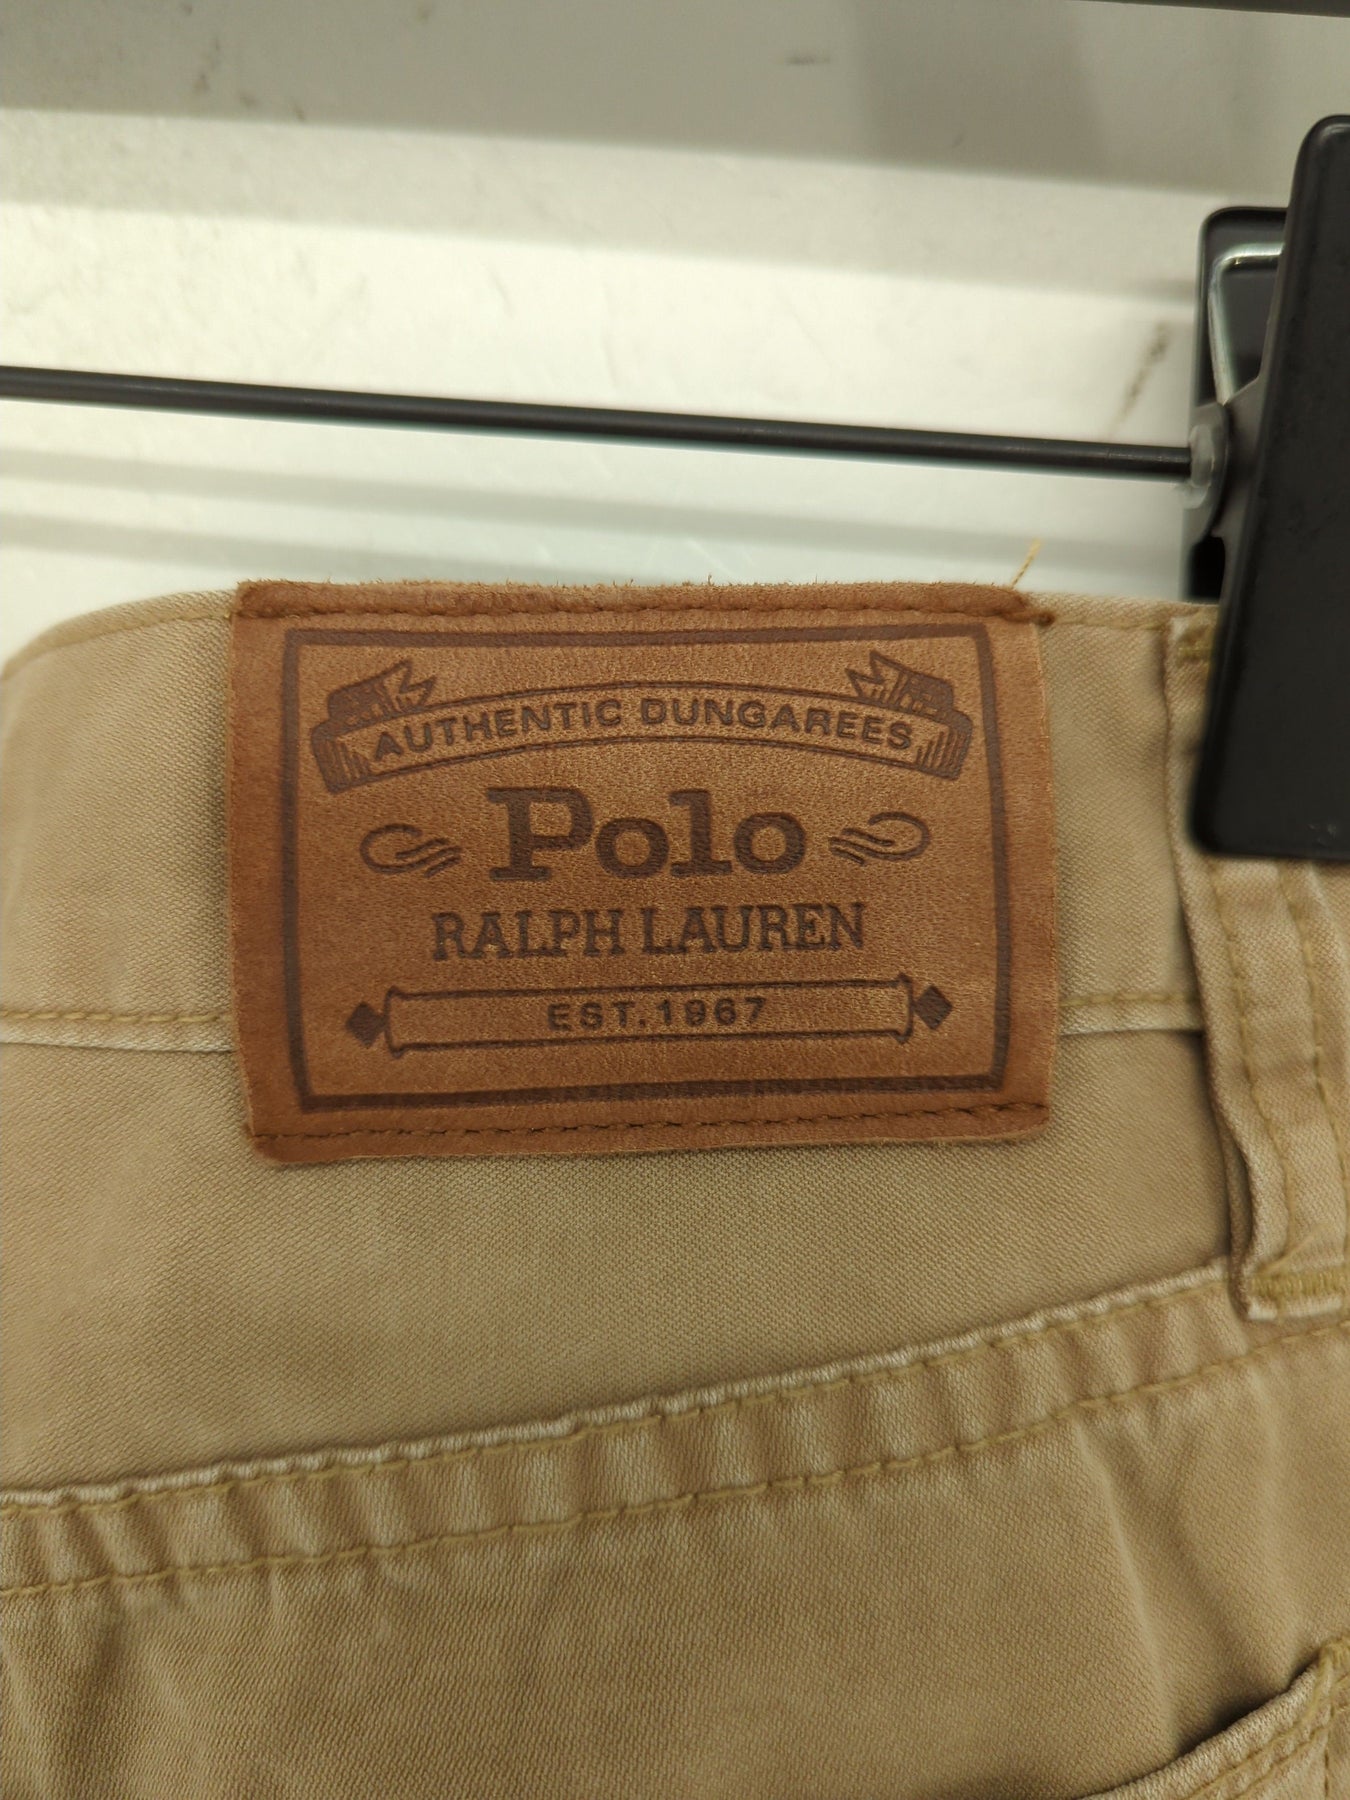 AUTHENTIC DUNGAREES
Polo
RALPH LAUREN
EST.1967